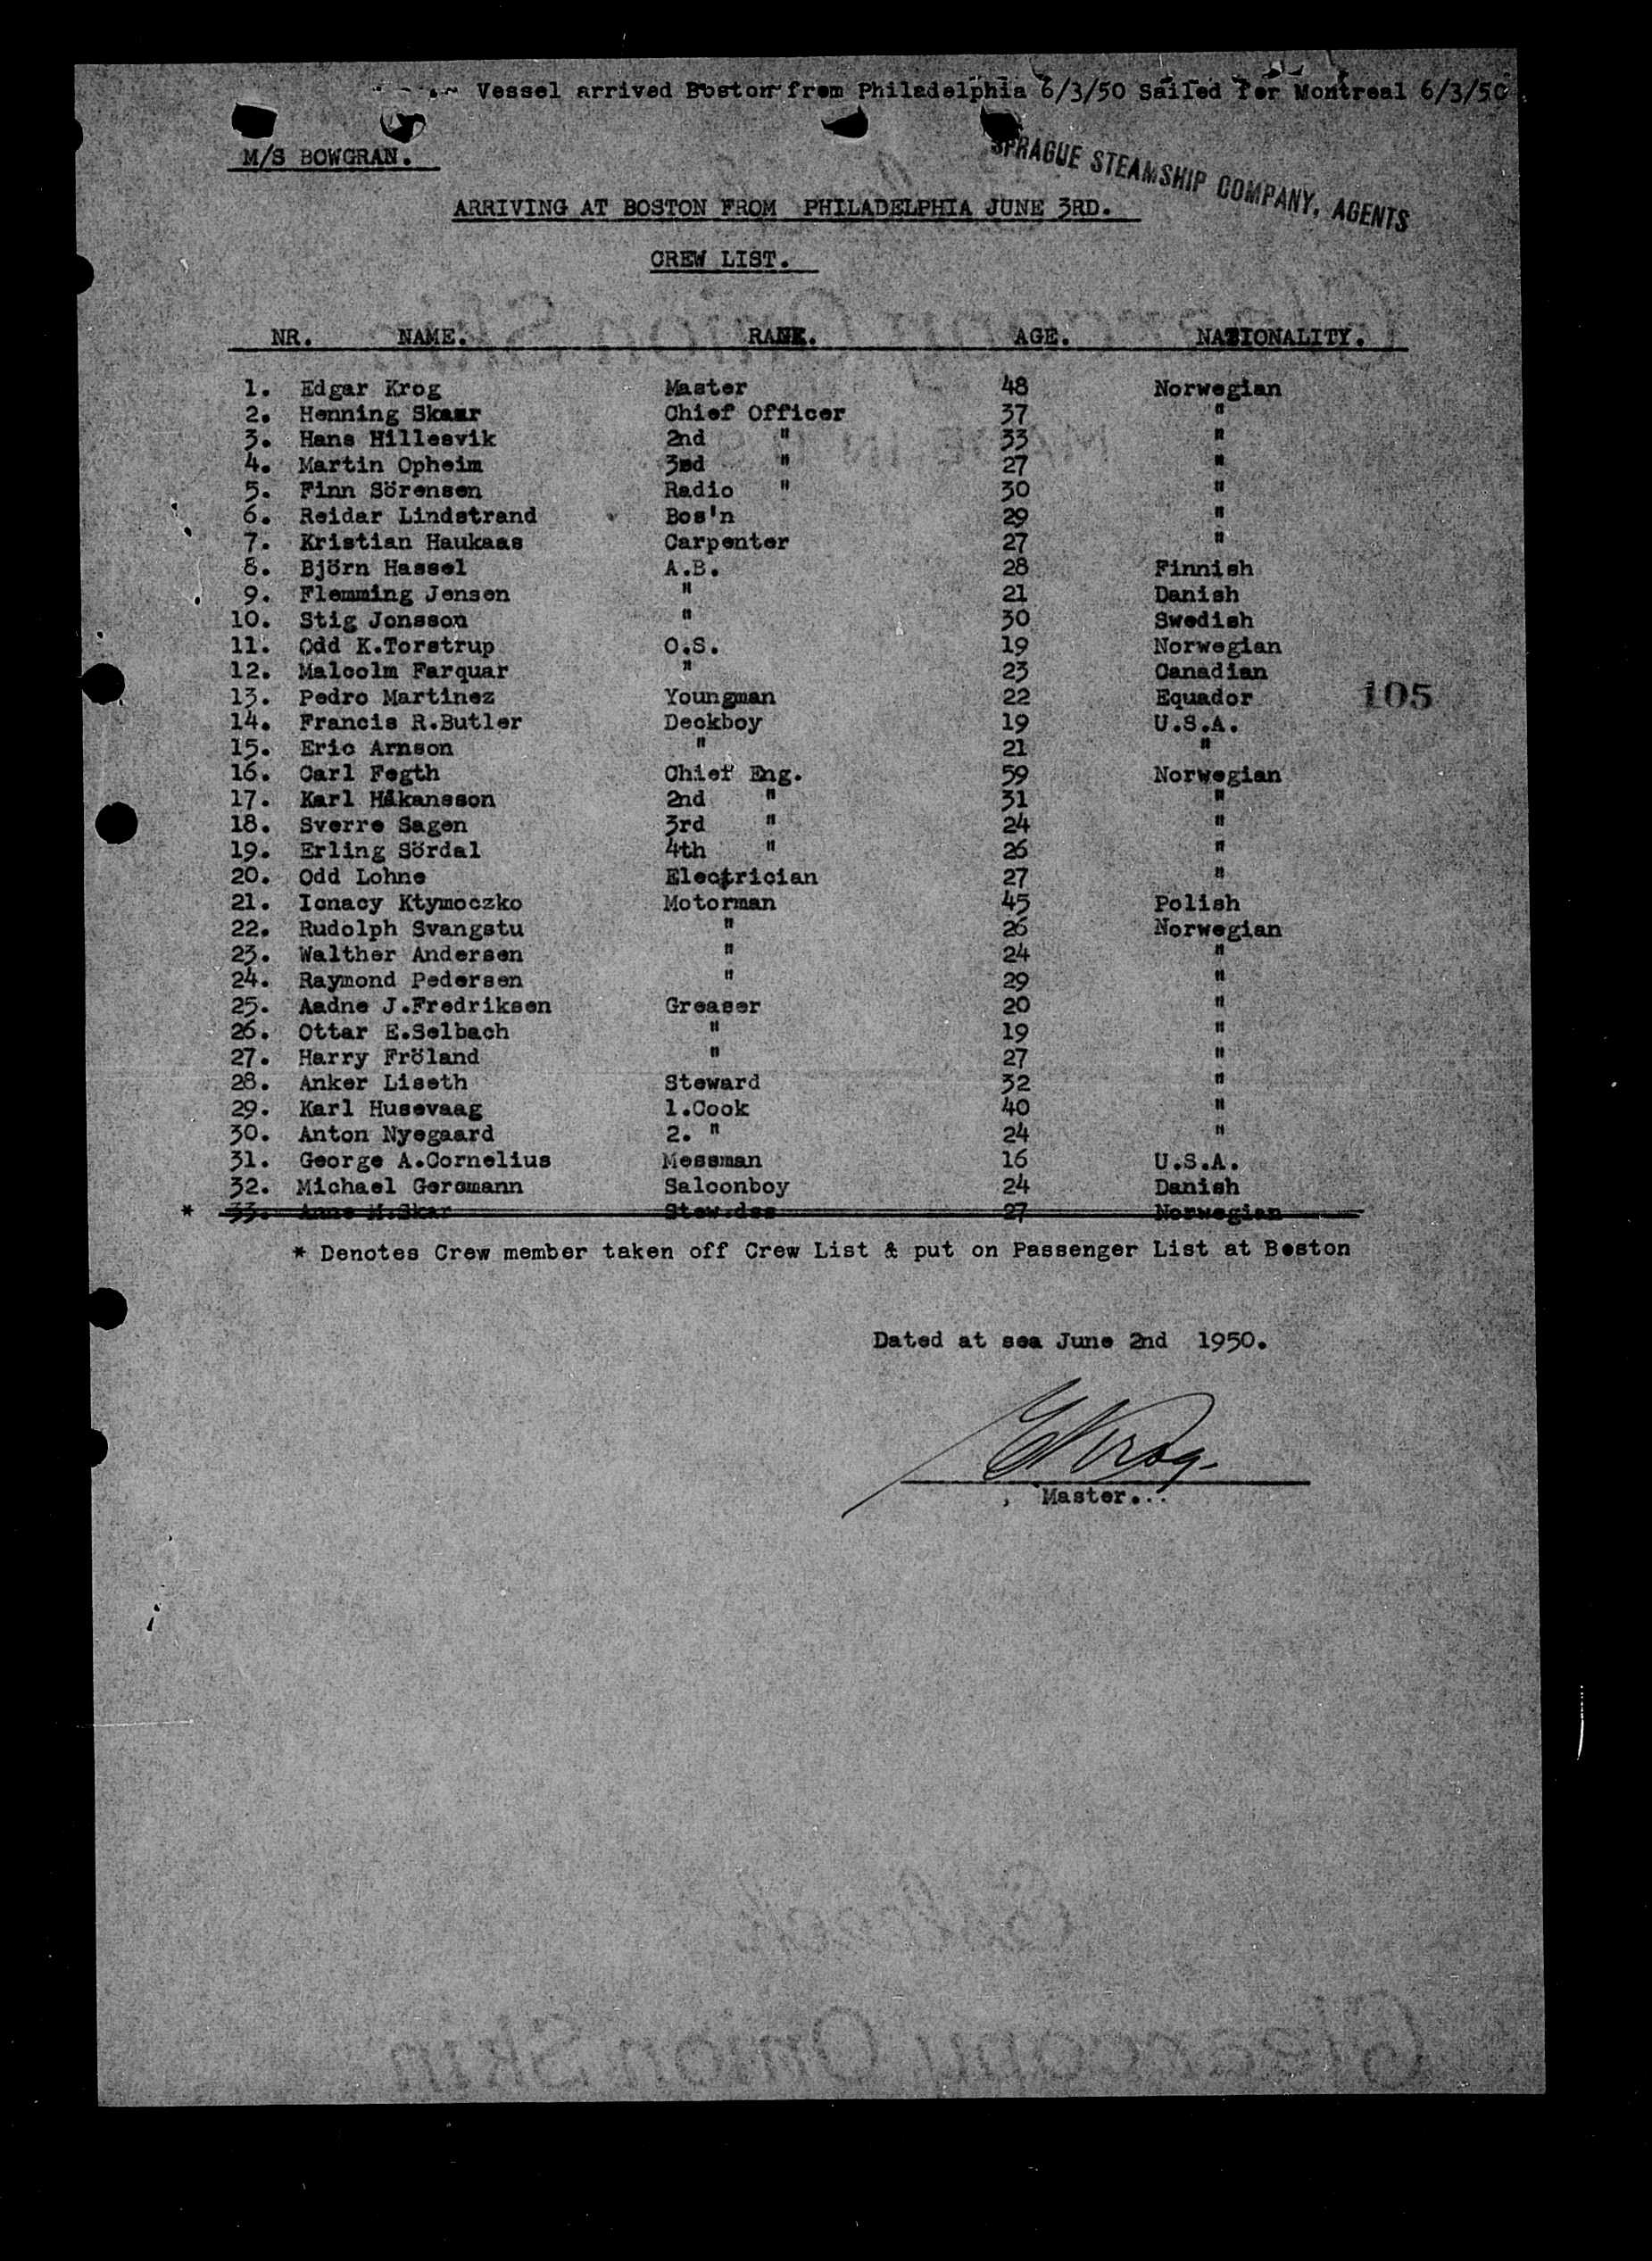 Vessel arrived Boston from Philadelphia 6/3/50 Sailed for Montreal 6/3/50
M/S BOWGRAN.
SPRAGUE STEAMSHIP COMPANY, AGENTS
ARRIVING AT BOSTON FROM PHILADELPHIA JUNE 3RD.
CREW LIST.
NR. NAME. RANK. AGE. NATIONALITY.
1. Edgar Krog Master 48 Norwegian
2. Henning Skaar Chief Officer 37 "
3. Hans Hillesvik 2nd " 33 "
4. Martin Opheim 3rd " 27 "
5. Finn Sörensen Radio " 30 "
6. Reidar Lindstrand Bos'n 29 "
7. Kristian Haukaas Carpenter 27 "
8. Björn Hassel A.B. 28 Finnish
9. Flemming Jensen " 21 Danish
10. Stig Jonsson " 30 Swedish
11. Odd K.Torstrup O.S. 19 Norwegian
12. Malcolm Farquar " 23 Canadian
13. Pedro Martinez Youngman 22 Equador 105
14. Francis R.Butler Deckboy 19 U.S.A.
15. Eric Arnson " 21 "
16. Carl Fegth Chief Eng. 59 Norwegian
17. Karl Håkansson 2nd " 31 "
18. Sverre Sagen 3rd " 24 "
19. Erling Sördal 4th " 26 "
20. Odd Lohne Electrician 27 "
21. Icnacy Ktymoczko Motorman 45 Polish
22. Rudolph Svangstu " 26 Norwegian
23. Walther Andersen " 24 "
24. Raymond Pedersen " 29 "
25. Aadne J.Fredriksen Greaser 20 "
26. Ottar E.Selbach " 19 "
27. Harry Fröland " 27 "
28. Anker Liseth Steward 32 "
29. Karl Husevaag 1.Cook 40 "
30. Anton Nyegaard 2. " 24 "
31. George A.Cornelius Messman 16 U.S.A.
32. Michael Gersmann Saloonboy 24 Danish
* 33. Anne M.Skar Stew.dss 27 Norwegian
* Denotes Crew member taken off Crew List & put on Passenger List at Boston
Dated at sea June 2nd 1950.
E Krog
Master...
Clearcopy Onion Skin